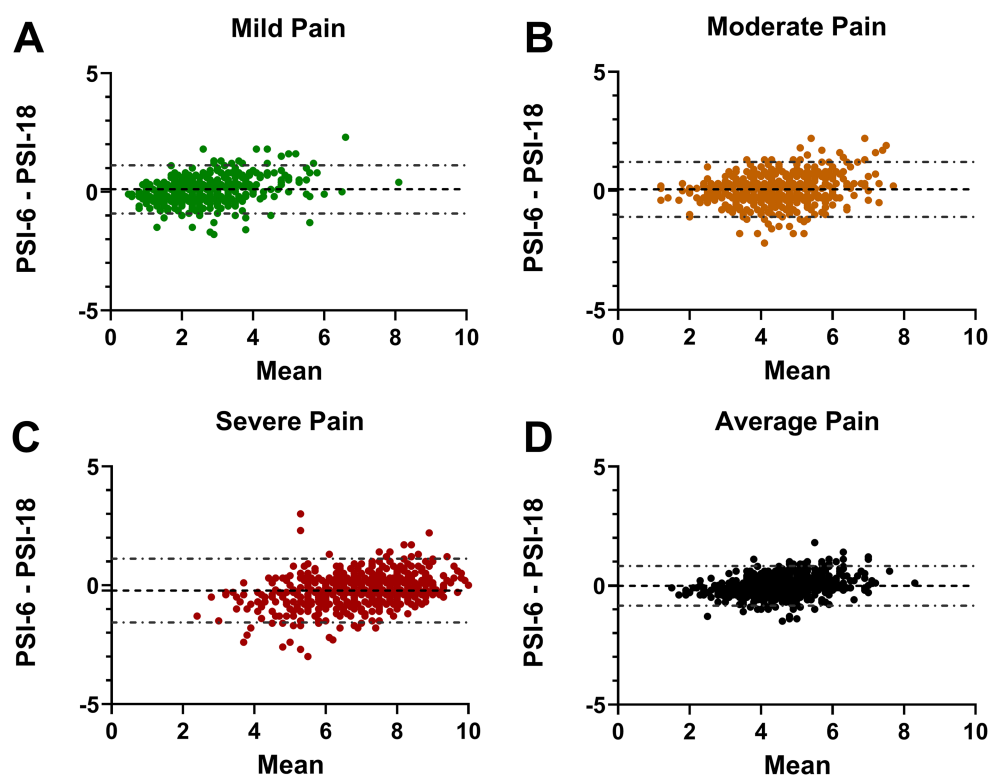 A
Mild Pain
PSI-6 - PSI-18
5
0
-5
0 2 4 6 8 10
Mean
B
Moderate Pain
PSI-6 - PSI-18
5
0
-5
0 2 4 6 8 10
Mean
C
Severe Pain
PSI-6 - PSI-18
5
0
-5
0 2 4 6 8 10
Mean
D
Average Pain
PSI-6 - PSI-18
5
0
-5
0 2 4 6 8 10
Mean